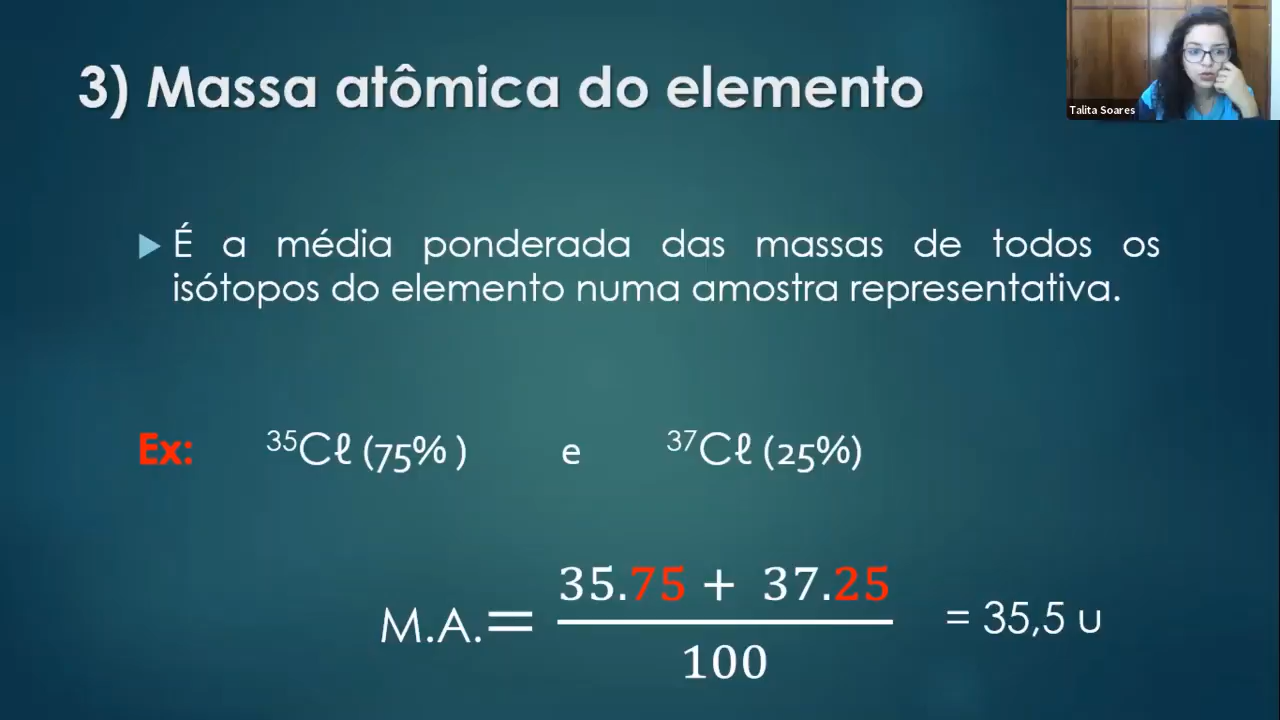 3) Massa atômica do elemento
Talita Soares
É a média ponderada das massas de todos os
isótopos do elemento numa amostra representativa.
Ex: ³⁵Cℓ (75% ) e ³⁷Cℓ (25%)
35.75 + 37.25
M.A.= = 35,5 u
100